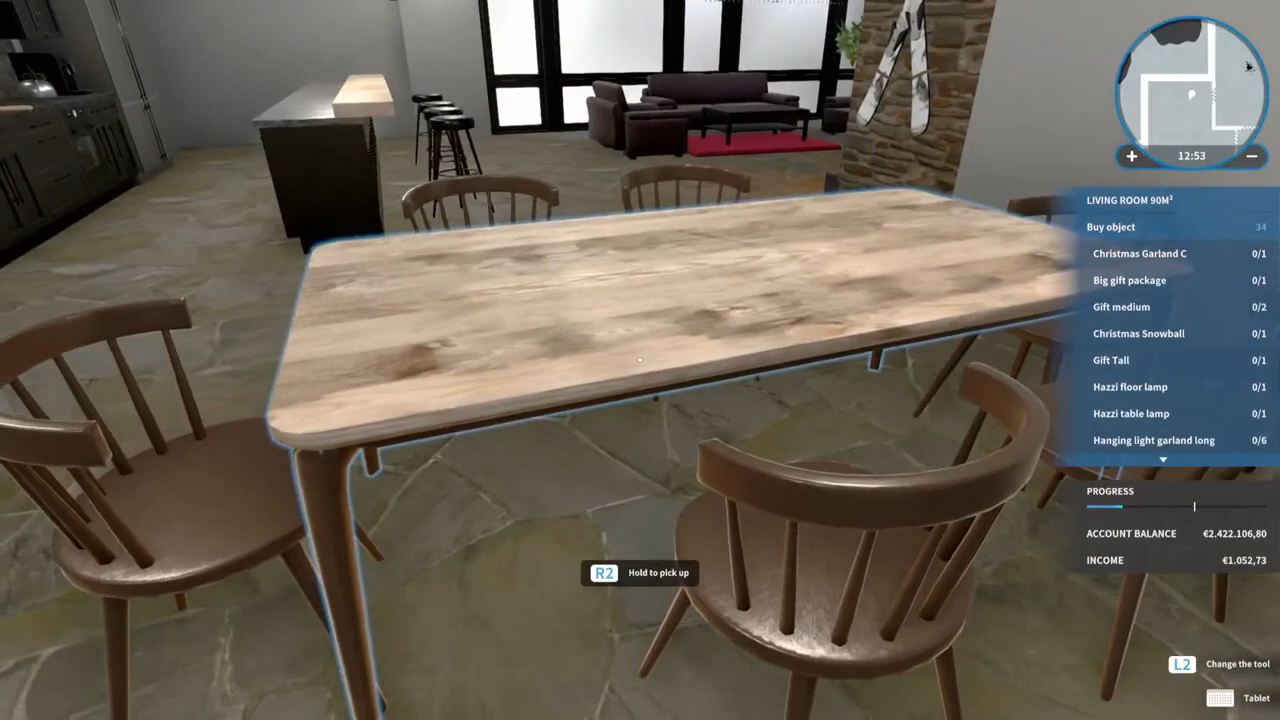 + 12:53 −
LIVING ROOM 90M²
Buy object 34
Christmas Garland C 0/1
Big gift package 0/1
Gift medium 0/2
Christmas Snowball 0/1
Gift Tall 0/1
Hazzi floor lamp 0/1
Hazzi table lamp 0/1
Hanging light garland long 0/6
PROGRESS
ACCOUNT BALANCE €2.422.106,80
INCOME €1.052,73
R2 Hold to pick up
L2 Change the tool
Tablet